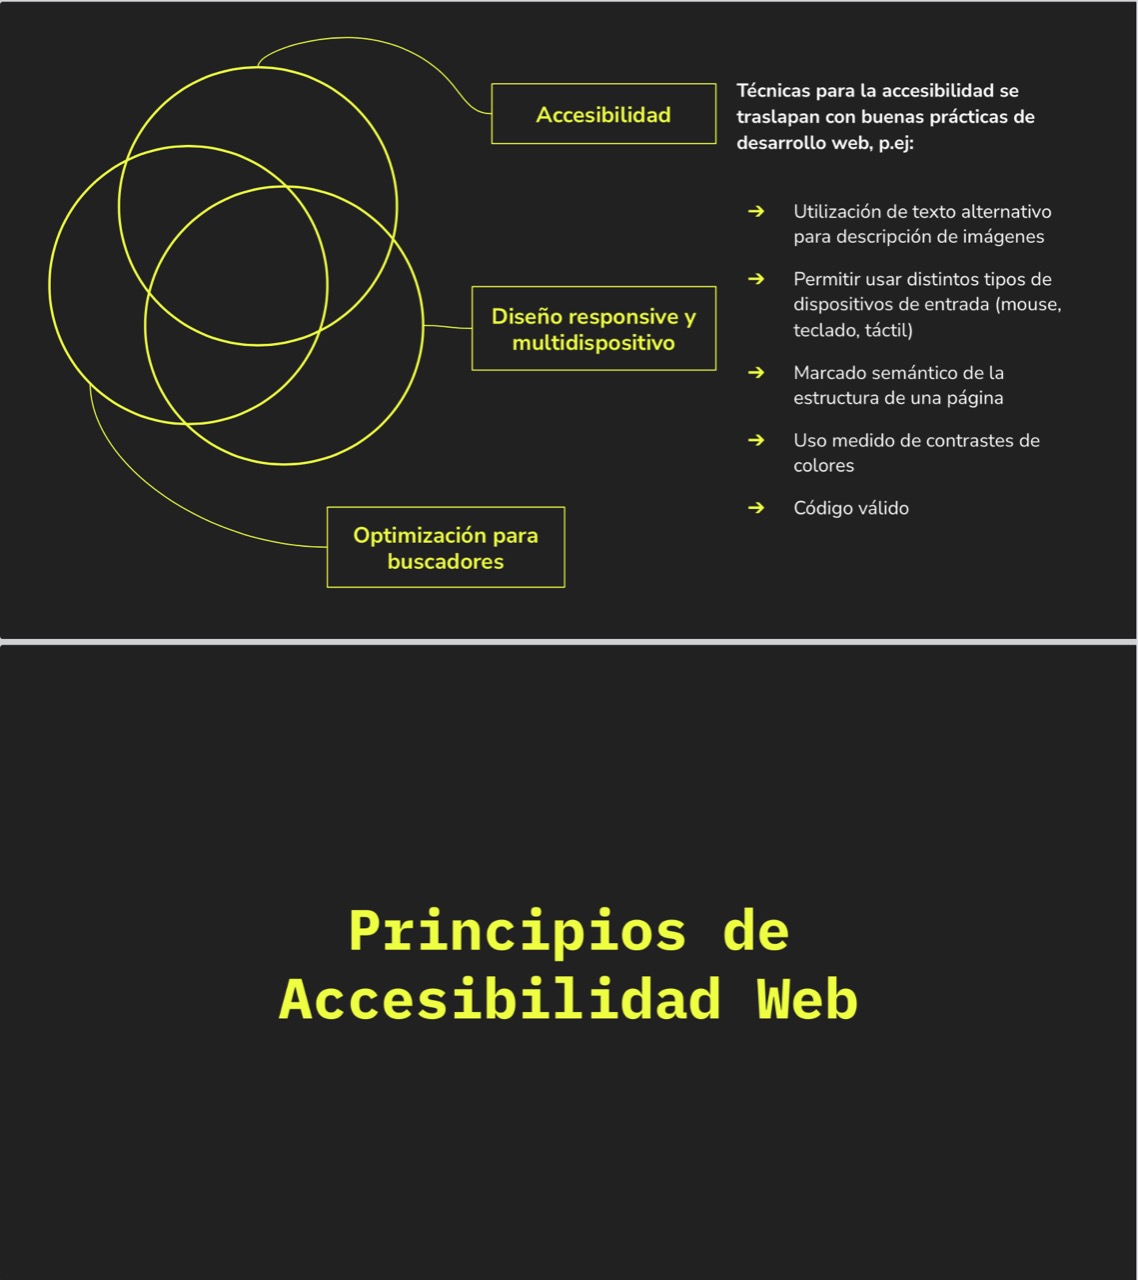 Accesibilidad
Diseño responsive y
multidispositivo
Optimización para
buscadores
Técnicas para la accesibilidad se
traslapan con buenas prácticas de
desarrollo web, p.ej:
➔ Utilización de texto alternativo
para descripción de imágenes
➔ Permitir usar distintos tipos de
dispositivos de entrada (mouse,
teclado, táctil)
➔ Marcado semántico de la
estructura de una página
➔ Uso medido de contrastes de
colores
➔ Código válido
Principios de
Accesibilidad Web